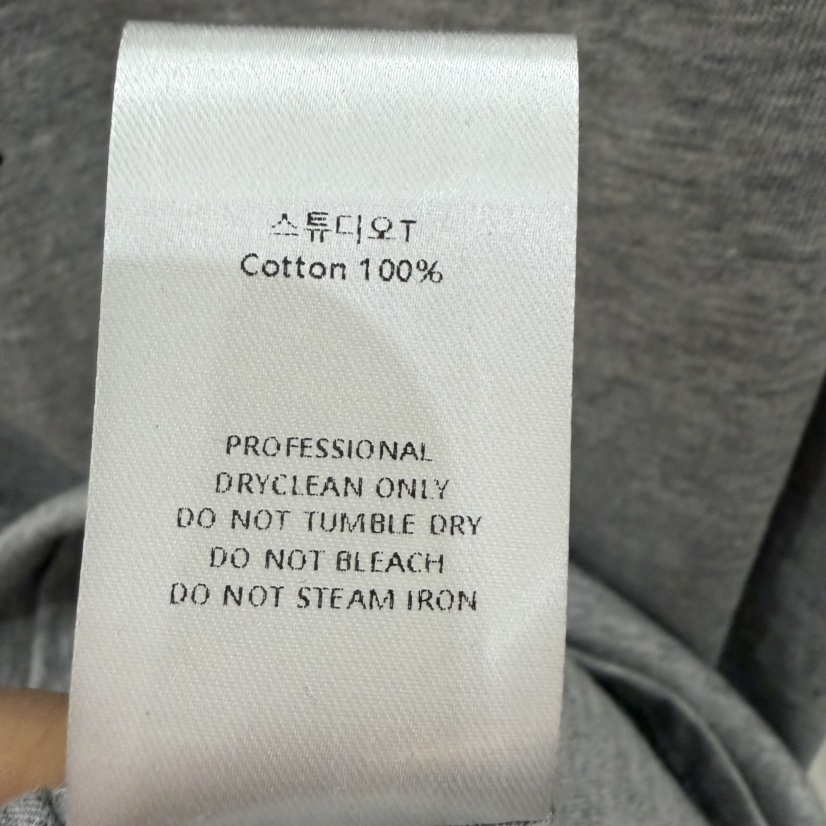 스튜디오T
Cotton 100%
PROFESSIONAL
DRYCLEAN ONLY
DO NOT TUMBLE DRY
DO NOT BLEACH
DO NOT STEAM IRON